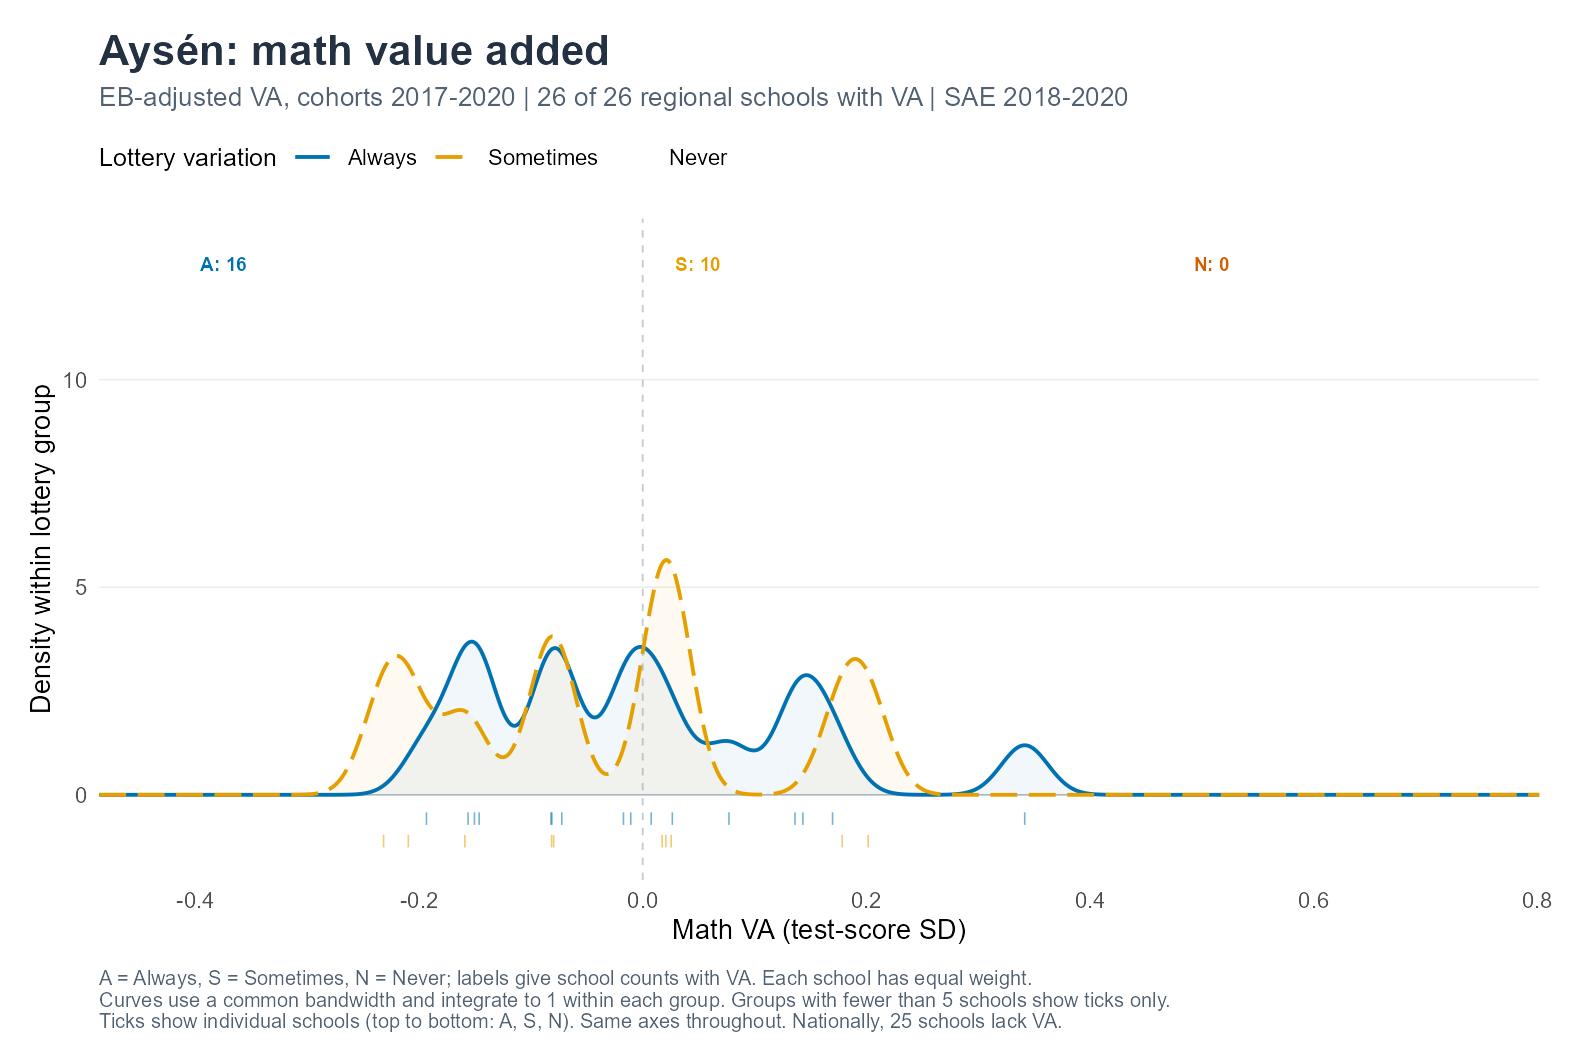 Aysén: math value added
EB-adjusted VA, cohorts 2017-2020 | 26 of 26 regional schools with VA | SAE 2018-2020
Lottery variation Always Sometimes Never
A: 16 S: 10 N: 0
Density within lottery group
10
5
0
-0.4 -0.2 0.0 0.2 0.4 0.6 0.8
Math VA (test-score SD)
A = Always, S = Sometimes, N = Never; labels give school counts with VA. Each school has equal weight.
Curves use a common bandwidth and integrate to 1 within each group. Groups with fewer than 5 schools show ticks only.
Ticks show individual schools (top to bottom: A, S, N). Same axes throughout. Nationally, 25 schools lack VA.